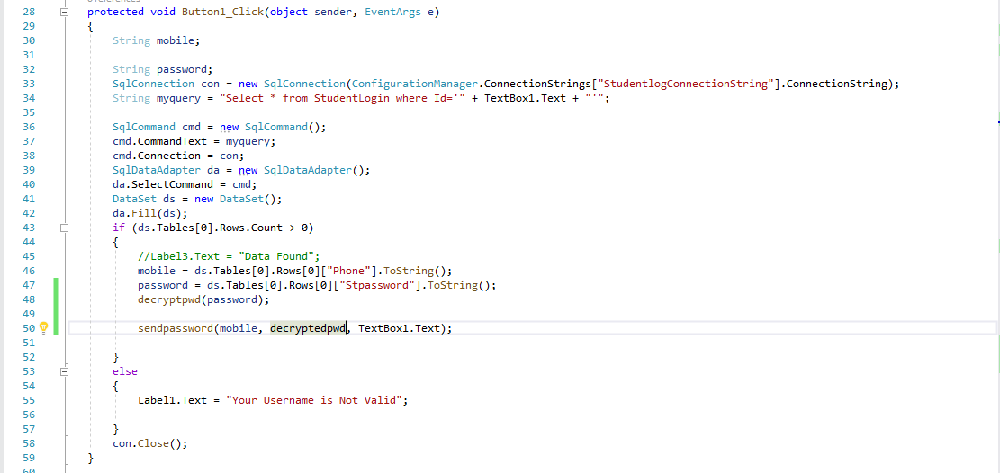 28 protected void Button1_Click(object sender, EventArgs e)
29 {
30 String mobile;
31
32 String password;
33 SqlConnection con = new SqlConnection(ConfigurationManager.ConnectionStrings["StudentlogConnectionString"].ConnectionString);
34 String myquery = "Select * from StudentLogin where Id='" + TextBox1.Text + "'";
35
36 SqlCommand cmd = new SqlCommand();
37 cmd.CommandText = myquery;
38 cmd.Connection = con;
39 SqlDataAdapter da = new SqlDataAdapter();
40 da.SelectCommand = cmd;
41 DataSet ds = new DataSet();
42 da.Fill(ds);
43 if (ds.Tables[0].Rows.Count > 0)
44 {
45 //Label3.Text = "Data Found";
46 mobile = ds.Tables[0].Rows[0]["Phone"].ToString();
47 password = ds.Tables[0].Rows[0]["Stpassword"].ToString();
48 decryptpwd(password);
49
50 sendpassword(mobile, decryptedpwd, TextBox1.Text);
51
52 }
53 else
54 {
55 Label1.Text = "Your Username is Not Valid";
56
57 }
58 con.Close();
59 }
60